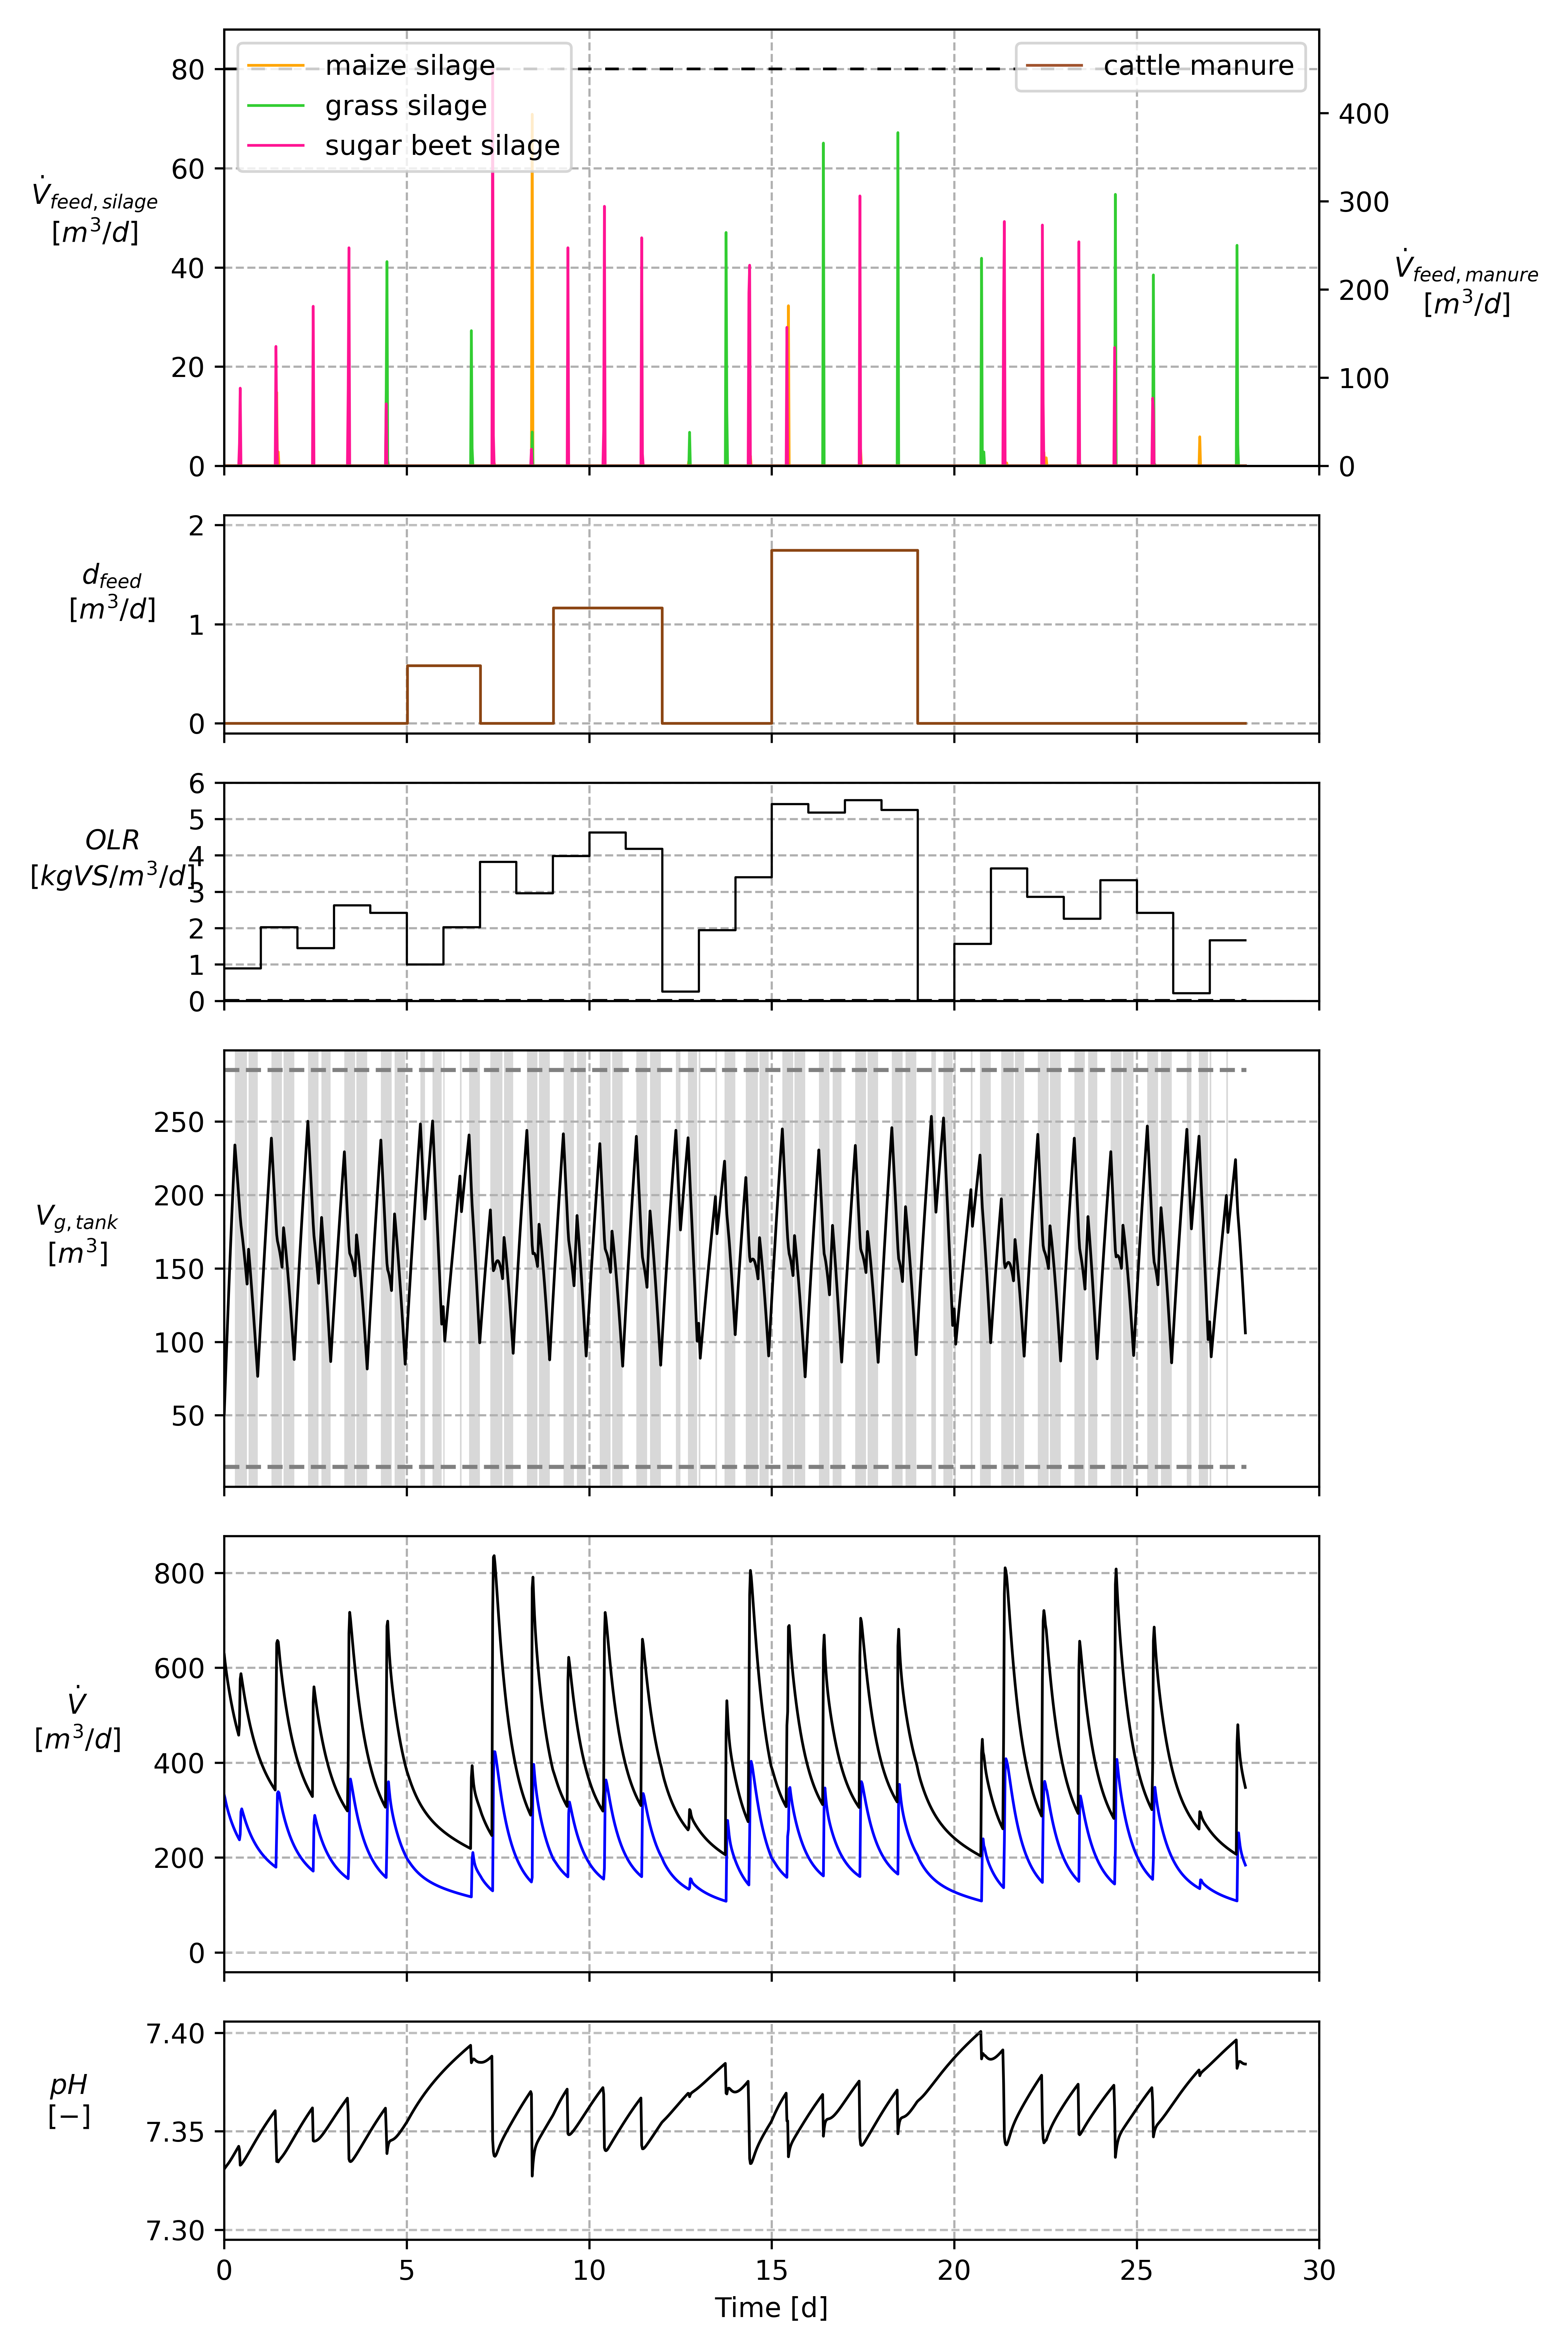 maize silage
grass silage
sugar beet silage
cattle manure
80
60
40
20
0
400
300
200
100
0
V̇feed, silage
[m³/d]
V̇feed, manure
[m³/d]
2
1
0
dfeed
[m³/d]
6
5
4
3
2
1
0
OLR
[kgVS/m³/d]
250
200
150
100
50
Vg, tank
[m³]
800
600
400
200
0
V̇
[m³/d]
7.40
7.35
7.30
pH
[−]
0 5 10 15 20 25 30
Time [d]